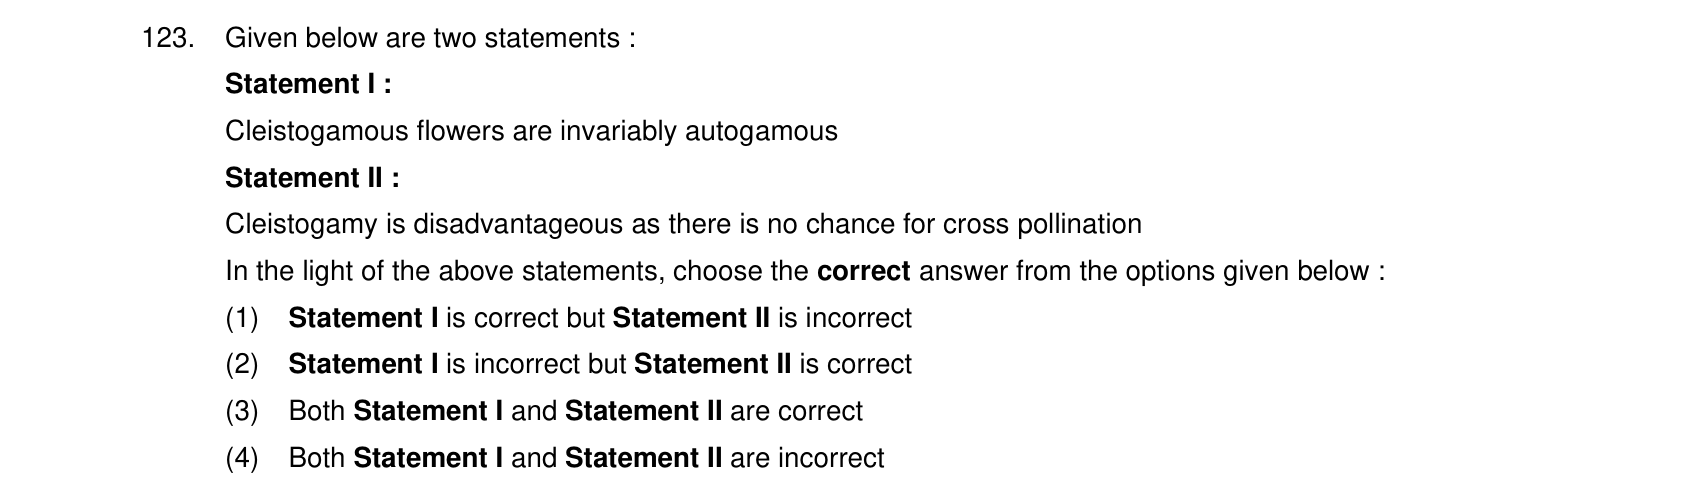 123. Given below are two statements :
Statement I :
Cleistogamous flowers are invariably autogamous
Statement II :
Cleistogamy is disadvantageous as there is no chance for cross pollination
In the light of the above statements, choose the correct answer from the options given below :
(1) Statement I is correct but Statement II is incorrect
(2) Statement I is incorrect but Statement II is correct
(3) Both Statement I and Statement II are correct
(4) Both Statement I and Statement II are incorrect